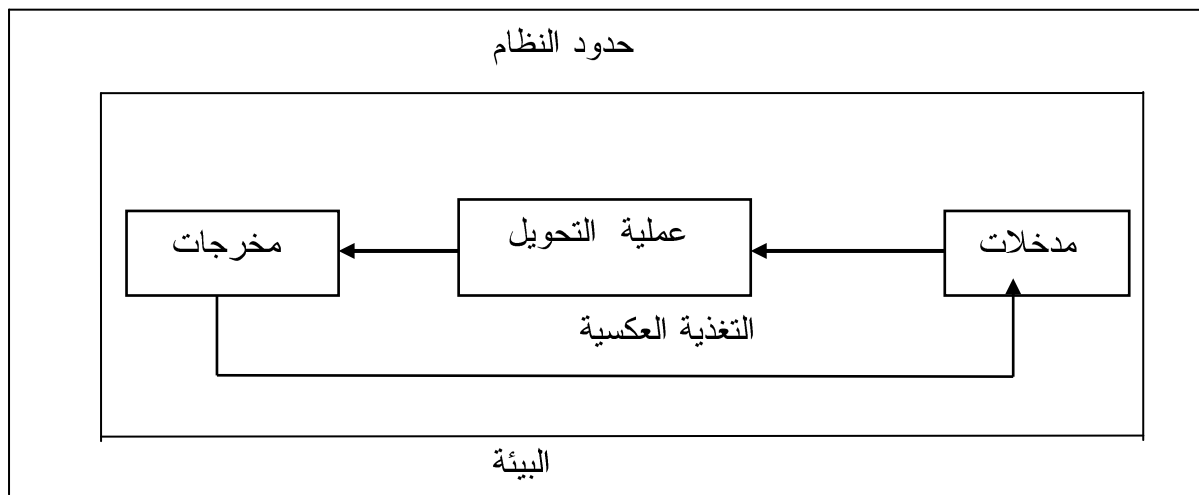 حدود النظام
مدخلات
عملية التحويل
مخرجات
التغذية العكسية
البيئة